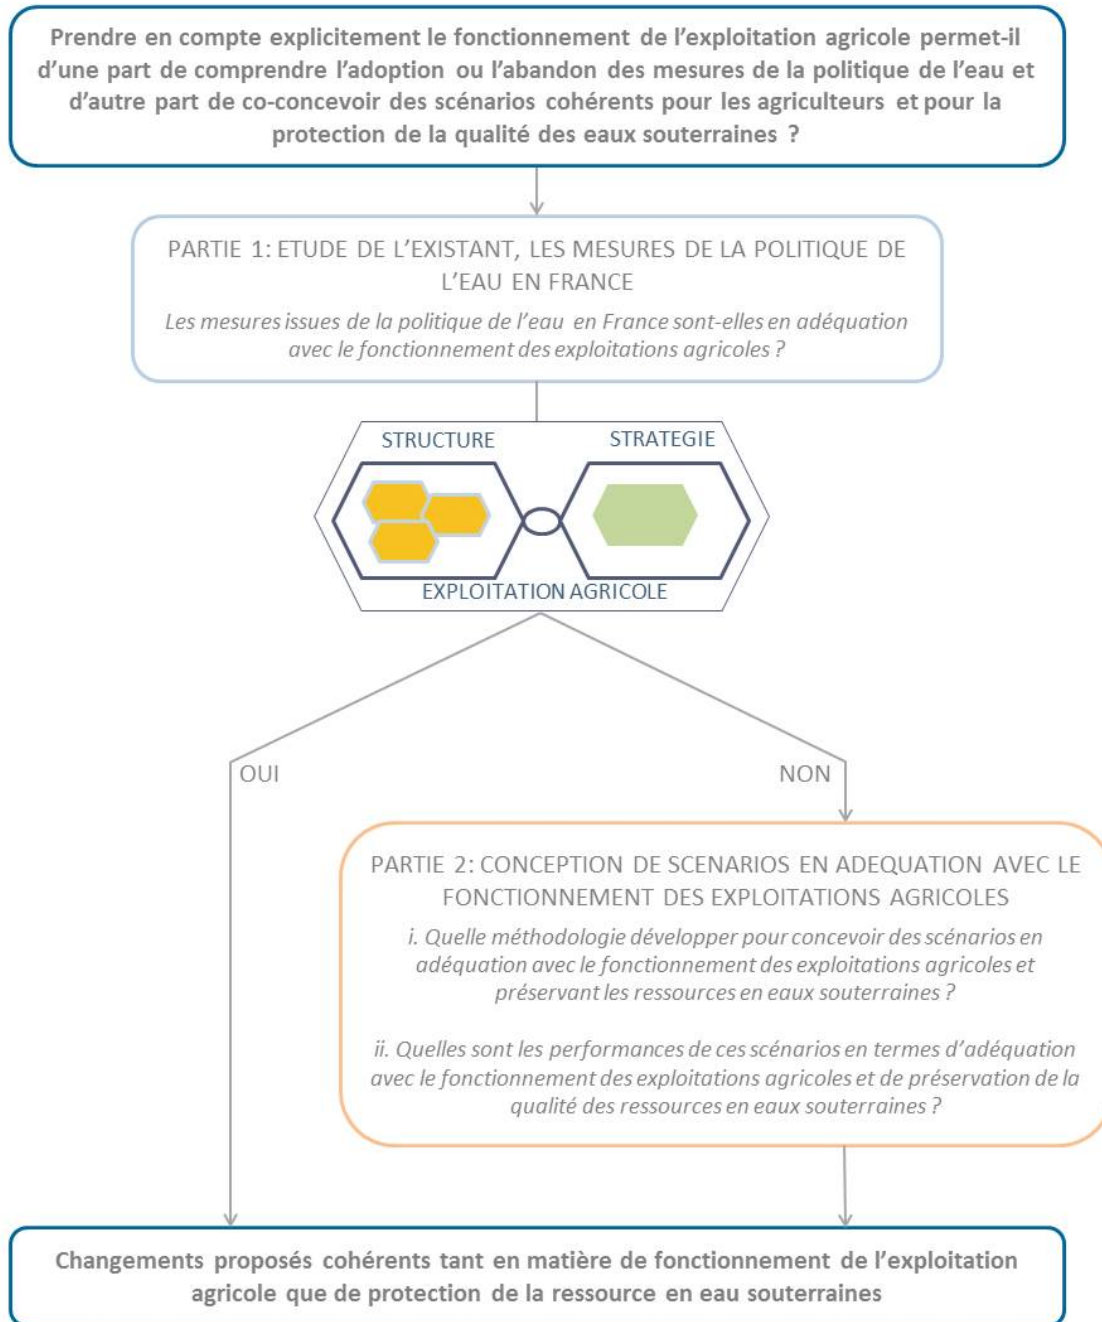 Prendre en compte explicitement le fonctionnement de l’exploitation agricole permet-il
d’une part de comprendre l’adoption ou l’abandon des mesures de la politique de l’eau et
d’autre part de co-concevoir des scénarios cohérents pour les agriculteurs et pour la
protection de la qualité des eaux souterraines ?
PARTIE 1: ETUDE DE L’EXISTANT, LES MESURES DE LA POLITIQUE DE
L’EAU EN FRANCE
Les mesures issues de la politique de l’eau en France sont-elles en adéquation
avec le fonctionnement des exploitations agricoles ?
STRUCTURE
STRATEGIE
EXPLOITATION AGRICOLE
OUI
NON
PARTIE 2: CONCEPTION DE SCENARIOS EN ADEQUATION AVEC LE
FONCTIONNEMENT DES EXPLOITATIONS AGRICOLES
i. Quelle méthodologie développer pour concevoir des scénarios en
adéquation avec le fonctionnement des exploitations agricoles et
préservant les ressources en eaux souterraines ?
ii. Quelles sont les performances de ces scénarios en termes d’adéquation
avec le fonctionnement des exploitations agricoles et de préservation de la
qualité des ressources en eaux souterraines ?
Changements proposés cohérents tant en matière de fonctionnement de l’exploitation
agricole que de protection de la ressource en eau souterraines